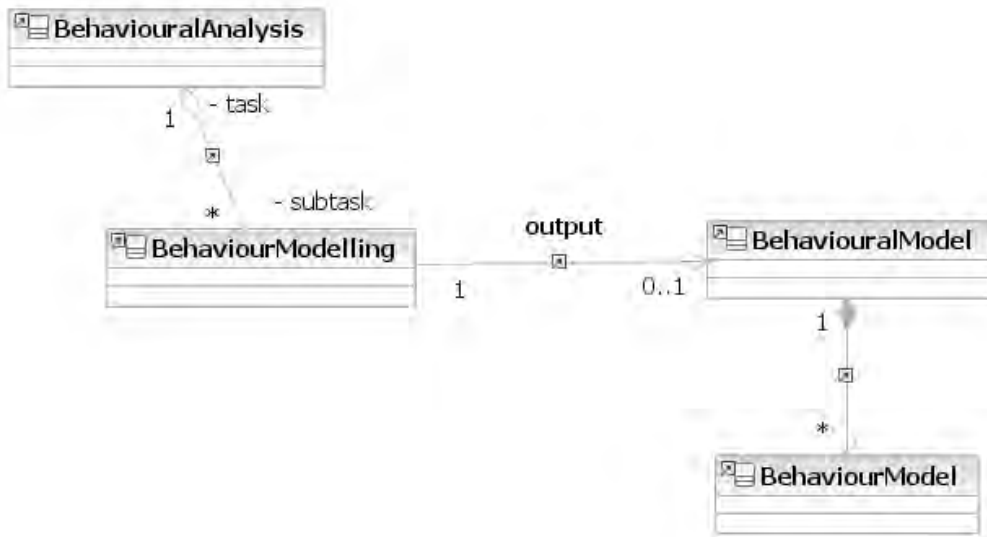 BehaviouralAnalysis
- task
1
- subtask
*
BehaviourModelling
output
1
0..1
BehaviouralModel
1
*
BehaviourModel